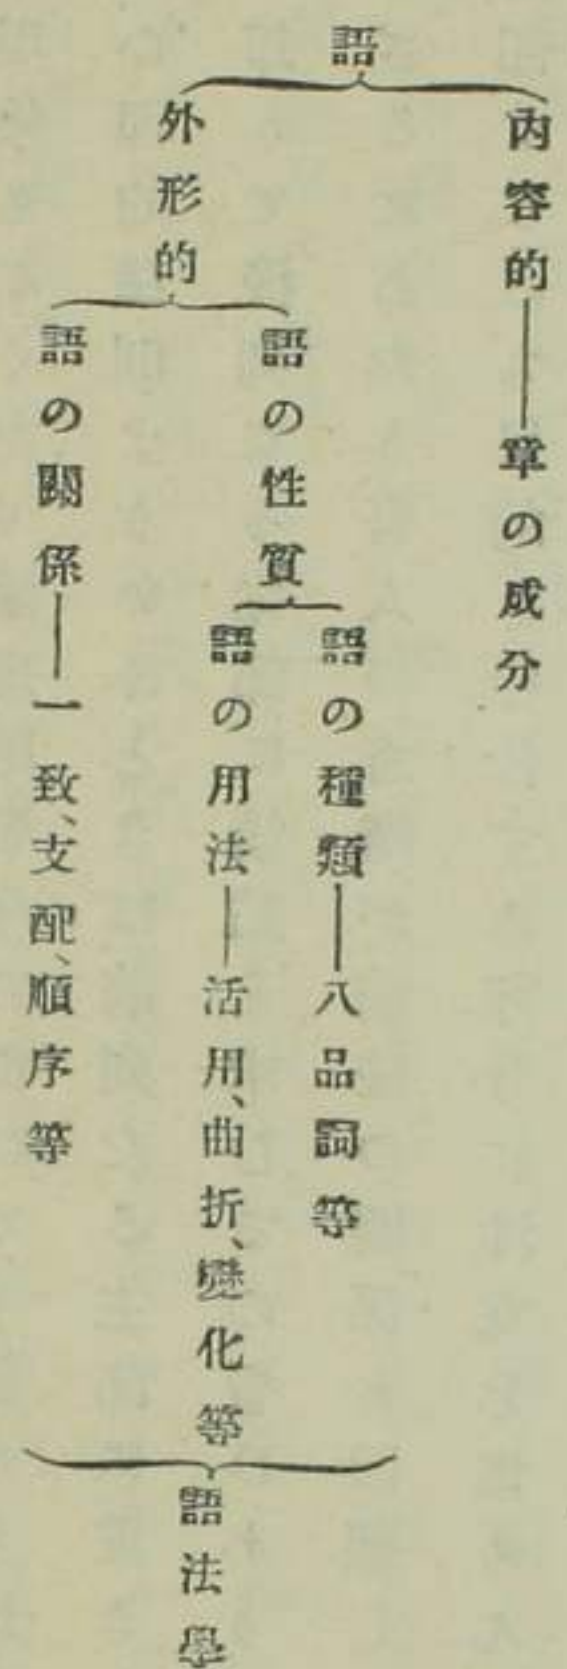 語
内容的——章の成分
外形的
語の性質
語の種類——八品詞等
語の用法——活用、曲折、變化等
語の關係——一致、支配、順序等
語法學